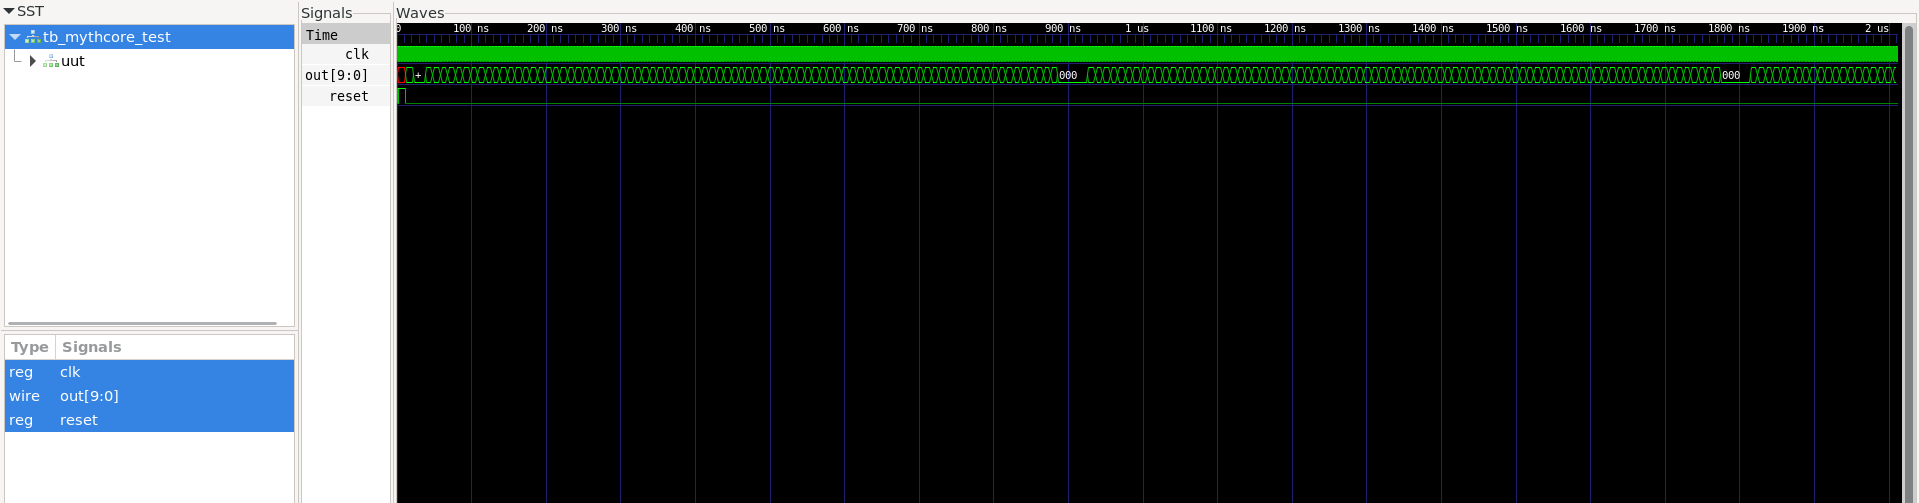 SST
tb_mythcore_test
uut
Type Signals
reg clk
wire out[9:0]
reg reset
Signals
Time
clk
out[9:0]
reset
Waves
0 100 ns 200 ns 300 ns 400 ns 500 ns 600 ns 700 ns 800 ns 900 ns 1 us 1100 ns 1200 ns 1300 ns 1400 ns 1500 ns 1600 ns 1700 ns 1800 ns 1900 ns 2 us
+ 000 000